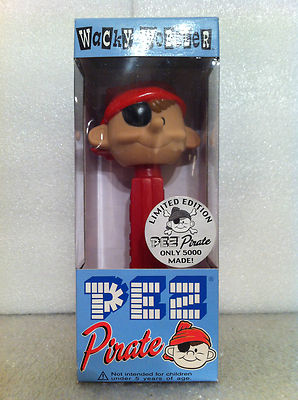 Wacky Wobbler
LIMITED EDITION
PEZ Pirate
ONLY 5000
MADE!
PEZ
Pirate
Not intended for children
under 5 years of age.